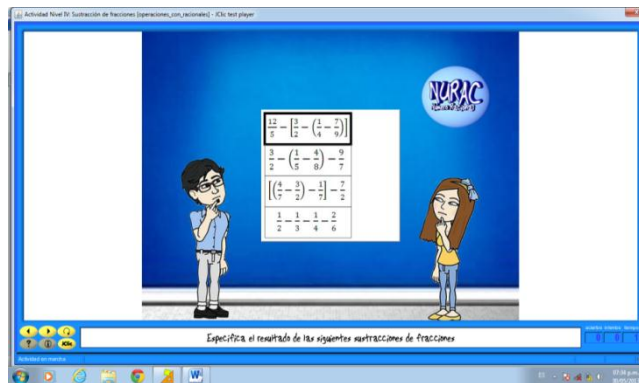 Actividad Nivel IV: Sustracción de fracciones [operaciones_con_racionales] - JClic test player
NURAC
12/5 − [3/2 − (1/4 − 7/9)]
3/2 − (1/5 − 4/8) − 9/7
[(4/7 − 3/2) − 1/7] − 7/2
1/2 − 1/3 − 1/4 − 2/6
Especifica el resultado de las siguientes sustracciones de fracciones
Actividad en marcha